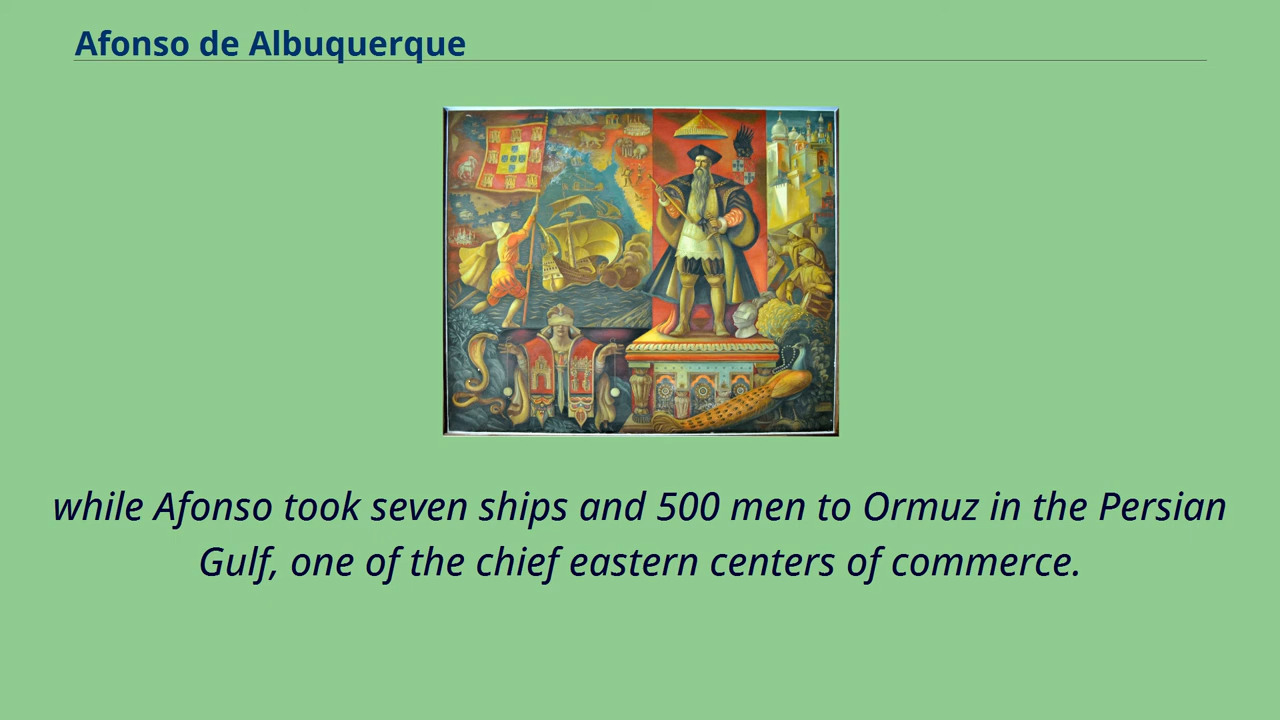 Afonso de Albuquerque
while Afonso took seven ships and 500 men to Ormuz in the Persian
Gulf, one of the chief eastern centers of commerce.